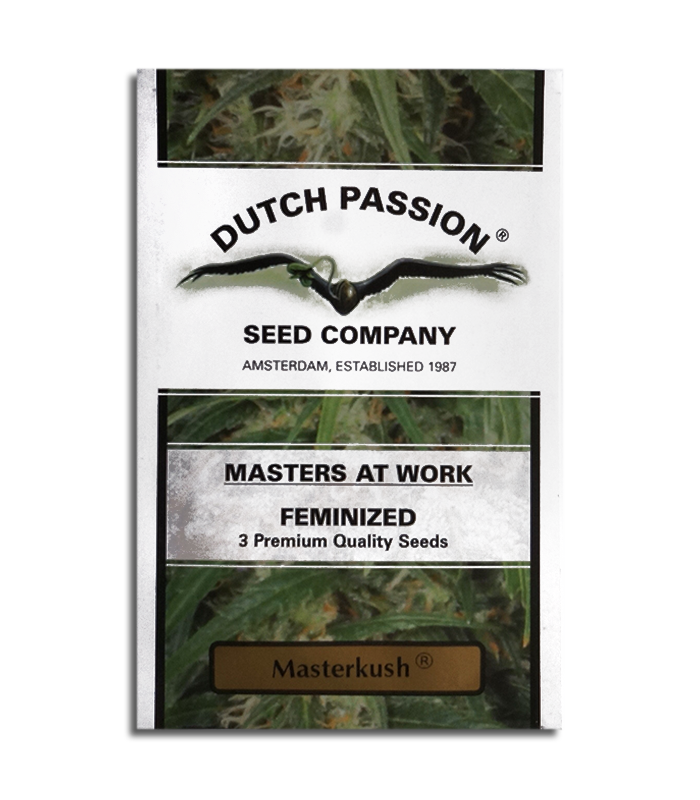 DUTCH PASSION ®
SEED COMPANY
AMSTERDAM, ESTABLISHED 1987
MASTERS AT WORK
FEMINIZED
3 Premium Quality Seeds
Masterkush ®